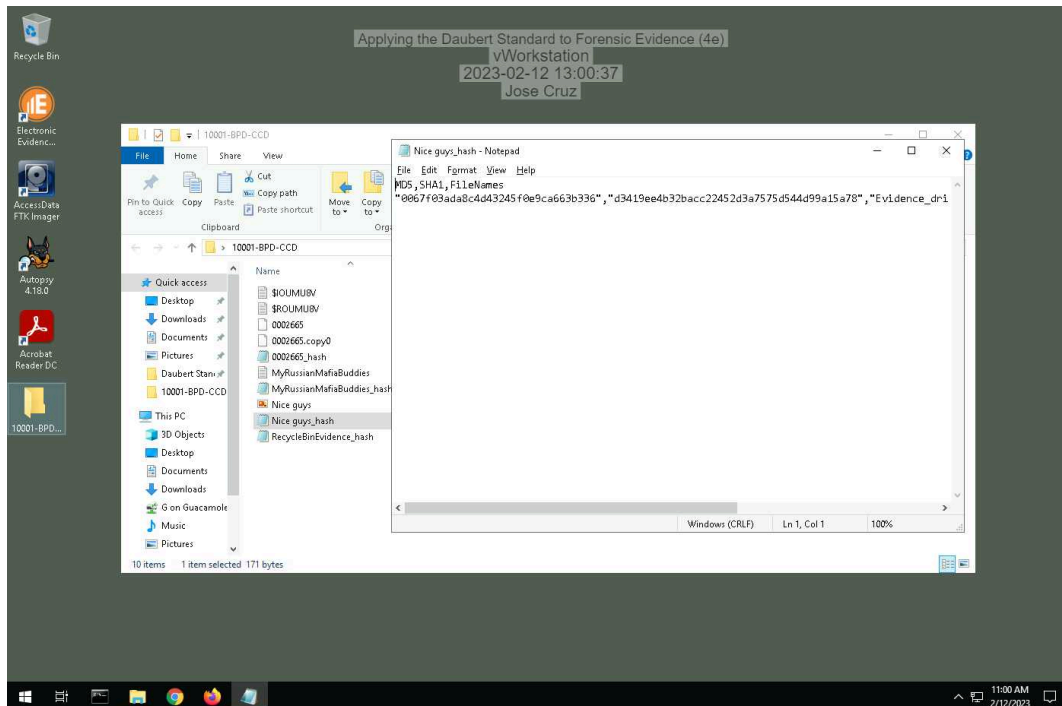 Recycle Bin
Electronic
Evidenc...
AccessData
FTK Imager
Autopsy
4.18.0
Acrobat
Reader DC
10001-BPD...
Applying the Daubert Standard to Forensic Evidence (4e)
vWorkstation
2023-02-12 13:00:37
Jose Cruz
10001-BPD-CCD
File Home Share View
Pin to Quick access
Copy
Paste
Cut
Copy path
Paste shortcut
Move to
Copy to
Clipboard
Orga
10001-BPD-CCD
Quick access
Desktop
Downloads
Documents
Pictures
Daubert Stan
10001-BPD-CCD
This PC
3D Objects
Desktop
Documents
Downloads
G on Guacamole
Music
Pictures
Name
$IOUMU8V
$ROUMU8V
0002665
0002665.copy0
0002665_hash
MyRussianMafiaBuddies
MyRussianMafiaBuddies_hash
Nice guys
Nice guys_hash
RecycleBinEvidence_hash
10 items 1 item selected 171 bytes
Nice guys_hash - Notepad
File Edit Format View Help
MD5,SHA1,FileNames
"0067f03ada8c4d43245f0e9ca663b336","d3419ee4b32bacc22452d3a7575d544d99a15a78","Evidence_dri
Windows (CRLF) Ln 1, Col 1 100%
11:00 AM
2/12/2023